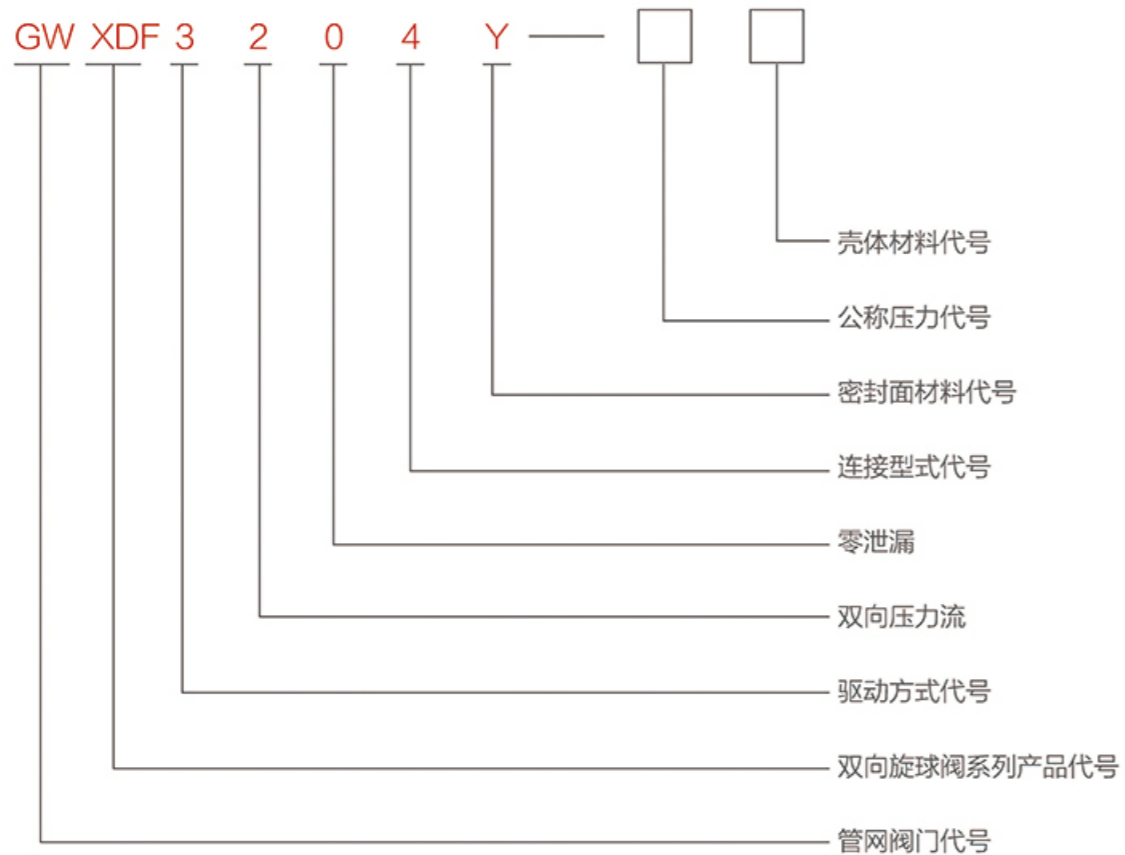 GW XDF 3 2 0 4 Y
壳体材料代号
公称压力代号
密封面材料代号
连接型式代号
零泄漏
双向压力流
驱动方式代号
双向旋球阀系列产品代号
管网阀门代号